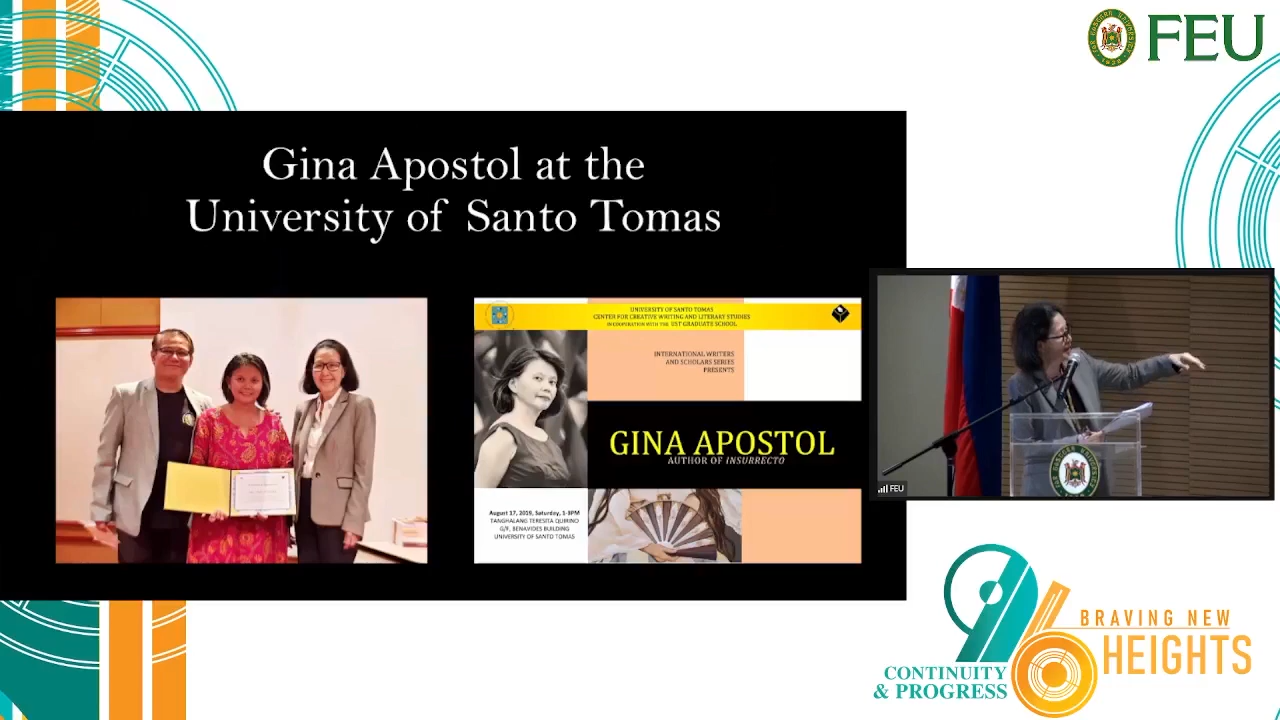 FEU
Gina Apostol at the
University of Santo Tomas
UNIVERSITY OF SANTO TOMAS
CENTER FOR CREATIVE WRITING AND LITERARY STUDIES
IN COOPERATION WITH THE UST GRADUATE SCHOOL
INTERNATIONAL WRITERS
AND SCHOLARS SERIES
PRESENTS
GINA APOSTOL
AUTHOR OF INSURRECTO
August 17, 2019, Saturday, 1-3PM
TANGHALANG TERESITA QUIRINO
G/F, BENAVIDES BUILDING
UNIVERSITY OF SANTO TOMAS
FEU
96
BRAVING NEW
HEIGHTS
CONTINUITY
& PROGRESS